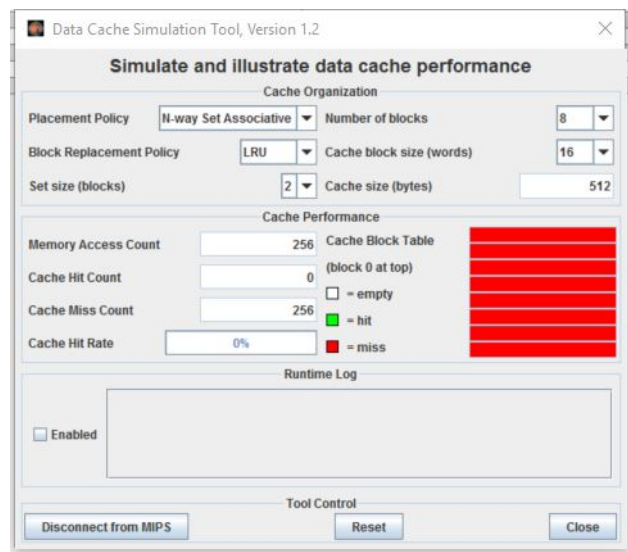 Data Cache Simulation Tool, Version 1.2
Simulate and illustrate data cache performance
Cache Organization
Placement Policy N-way Set Associative Number of blocks 8
Block Replacement Policy LRU Cache block size (words) 16
Set size (blocks) 2 Cache size (bytes) 512
Cache Performance
Memory Access Count 256 Cache Block Table
Cache Hit Count 0 (block 0 at top)
= empty
Cache Miss Count 256 = hit
Cache Hit Rate 0% = miss
Runtime Log
Enabled
Tool Control
Disconnect from MIPS Reset Close